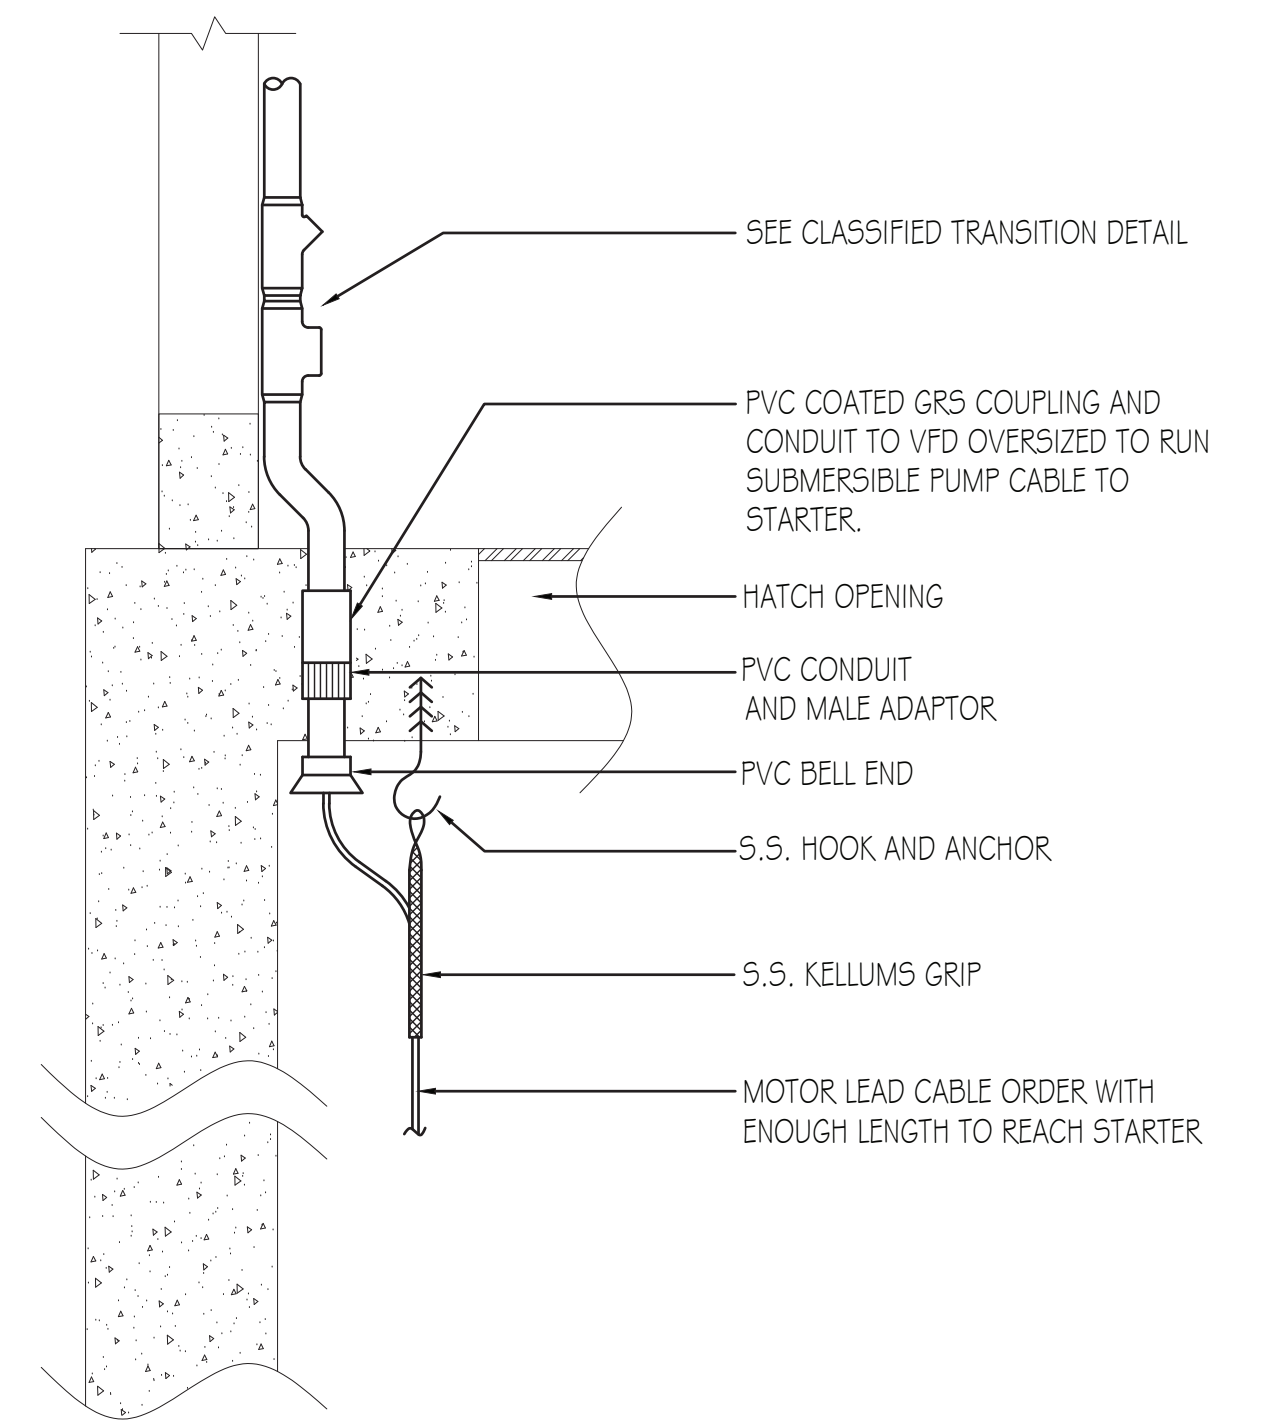 SEE CLASSIFIED TRANSITION DETAIL
PVC COATED GRS COUPLING AND
CONDUIT TO VFD OVERSIZED TO RUN
SUBMERSIBLE PUMP CABLE TO
STARTER.
HATCH OPENING
PVC CONDUIT
AND MALE ADAPTOR
PVC BELL END
S.S. HOOK AND ANCHOR
S.S. KELLUMS GRIP
MOTOR LEAD CABLE ORDER WITH
ENOUGH LENGTH TO REACH STARTER